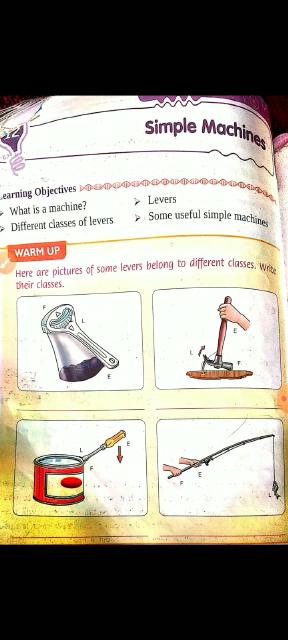 Simple Machines
Learning Objectives
What is a machine?
Levers
Different classes of levers
Some useful simple machines
WARM UP
Here are pictures of some levers belong to different classes. Write
their classes.
F
L
E
E
L
F
L
E
F
F
E
L